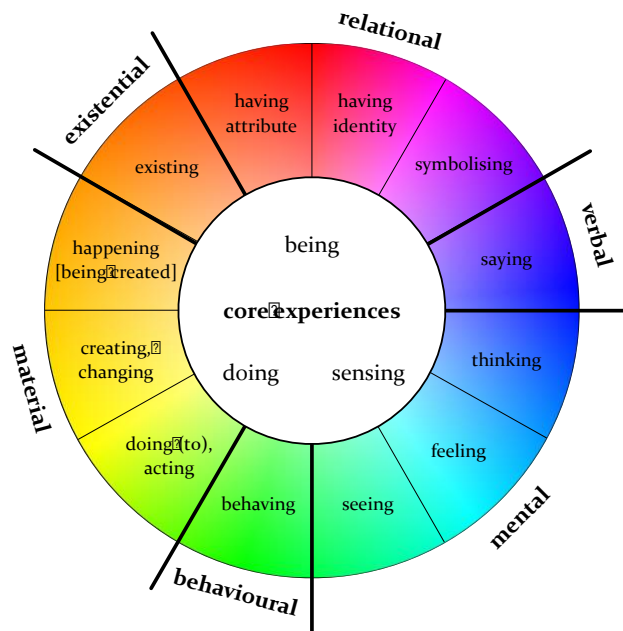 relational
existential
having
attribute
having
identity
existing
symbolising
verbal
happening
[being created]
being
saying
core experiences
creating,
changing
thinking
material
doing
sensing
doing (to),
acting
feeling
behaving
seeing
mental
behavioural